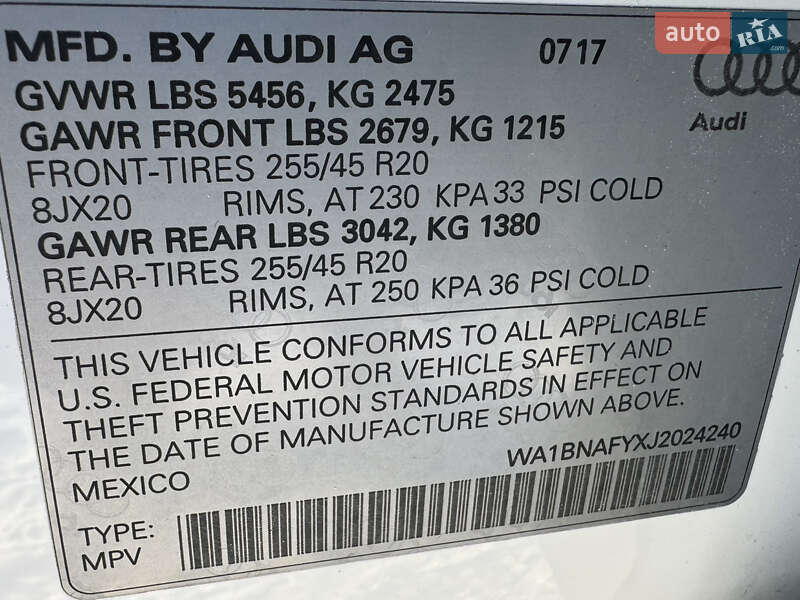 auto RIA.com
MFD. BY AUDI AG 0717
Audi
GVWR LBS 5456, KG 2475
GAWR FRONT LBS 2679, KG 1215
FRONT-TIRES 255/45 R20
8JX20 RIMS, AT 230 KPA 33 PSI COLD
GAWR REAR LBS 3042, KG 1380
REAR-TIRES 255/45 R20
8JX20 RIMS, AT 250 KPA 36 PSI COLD
THIS VEHICLE CONFORMS TO ALL APPLICABLE
U.S. FEDERAL MOTOR VEHICLE SAFETY AND
THEFT PREVENTION STANDARDS IN EFFECT ON
THE DATE OF MANUFACTURE SHOWN ABOVE.
MEXICO WA1BNAFYXJ2024240
TYPE:
MPV